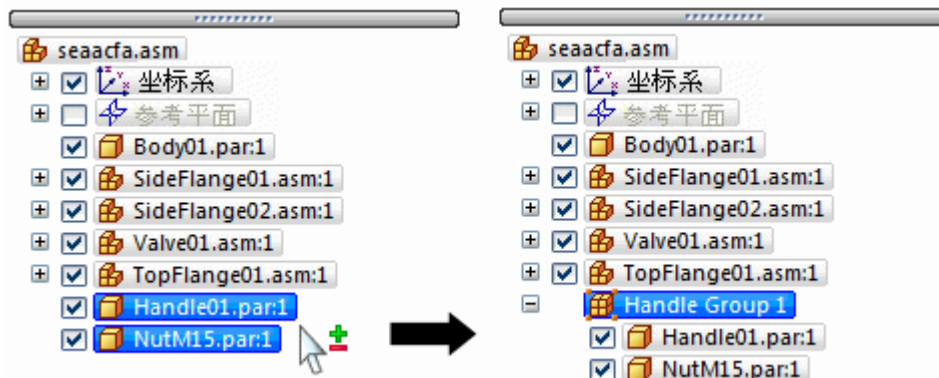 seaacfa.asm
坐标系
参考平面
Body01.par:1
SideFlange01.asm:1
SideFlange02.asm:1
Valve01.asm:1
TopFlange01.asm:1
Handle01.par:1
NutM15.par:1
seaacfa.asm
坐标系
参考平面
Body01.par:1
SideFlange01.asm:1
SideFlange02.asm:1
Valve01.asm:1
TopFlange01.asm:1
Handle Group 1
Handle01.par:1
NutM15.par:1